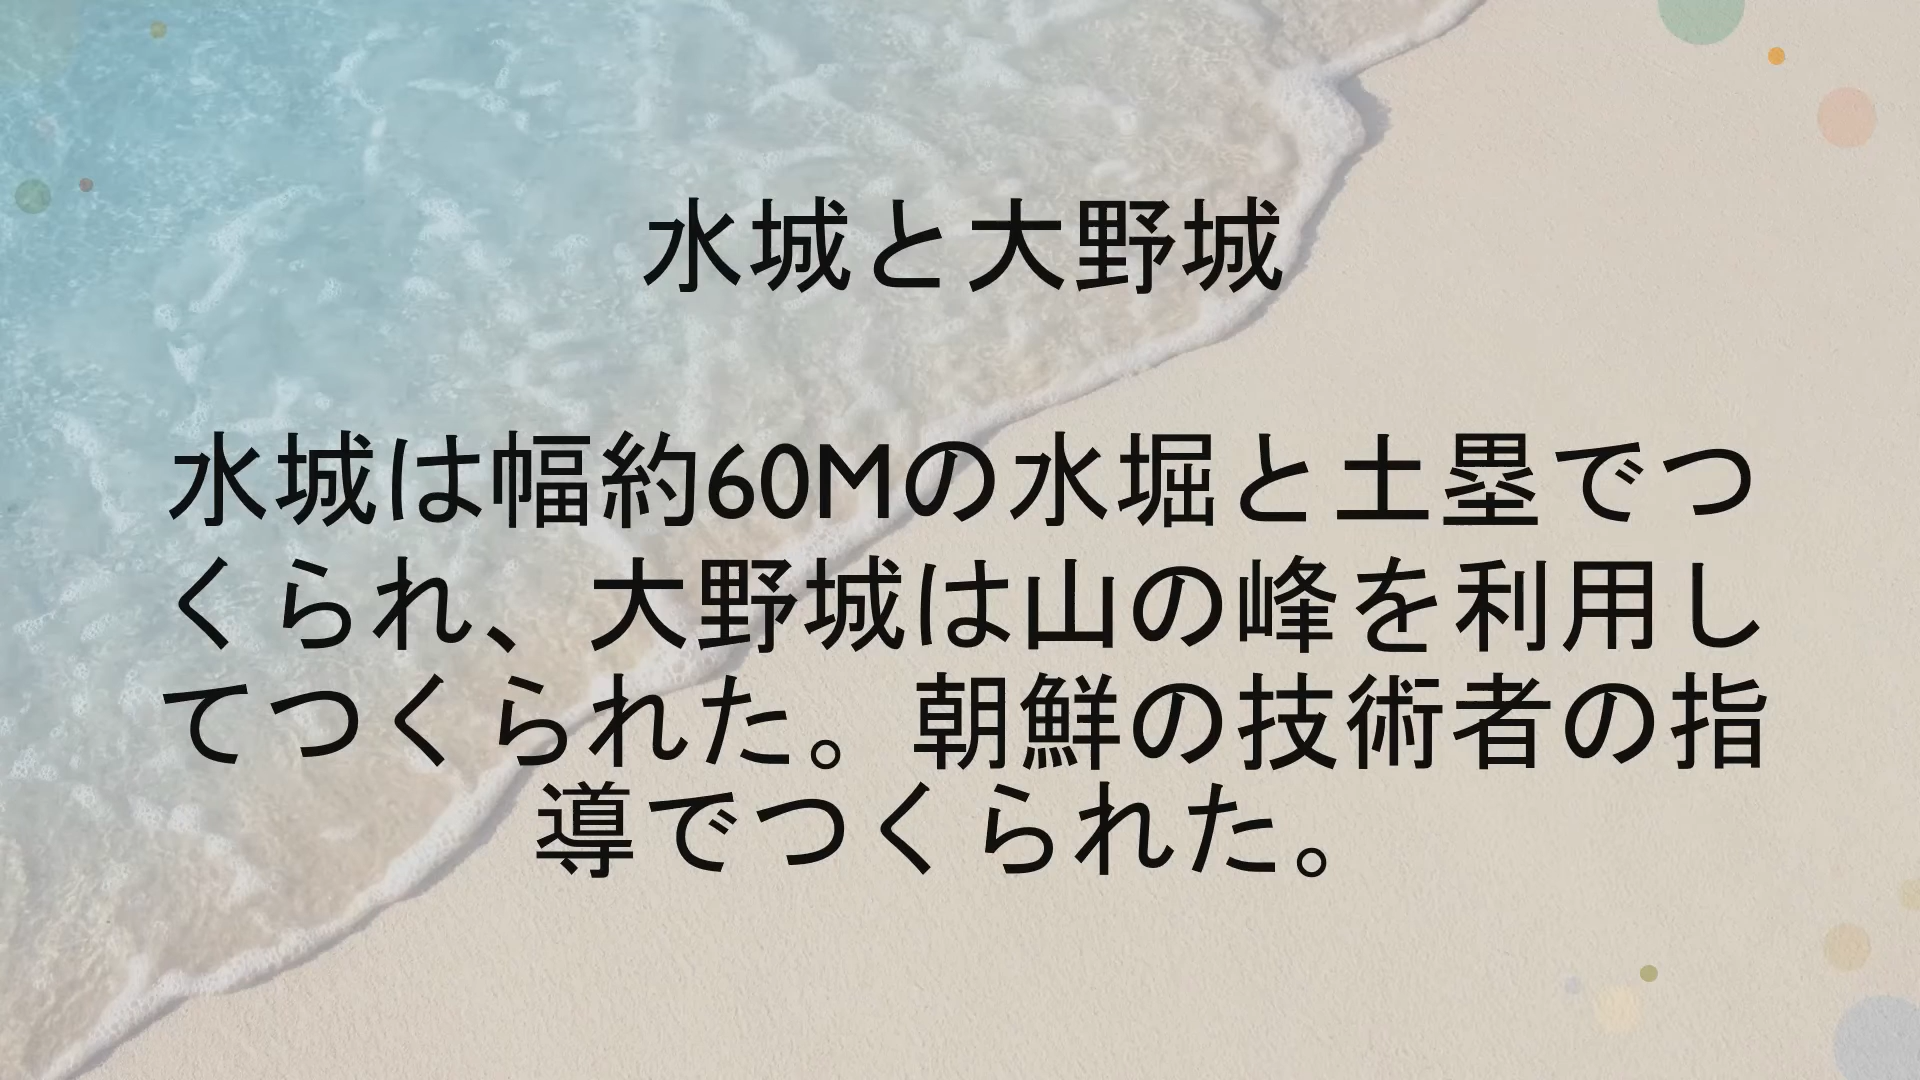 水城と大野城
水城は幅約60Mの水堀と土塁でつ
くられ、大野城は山の峰を利用し
てつくられた。朝鮮の技術者の指
導でつくられた。